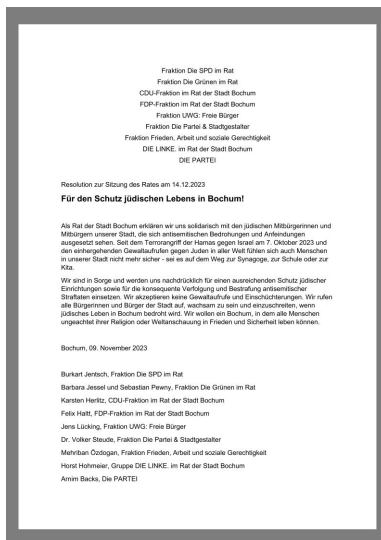 Fraktion Die SPD im Rat
Fraktion Die Grünen im Rat
CDU-Fraktion im Rat der Stadt Bochum
FDP-Fraktion im Rat der Stadt Bochum
Fraktion UWG: Freie Bürger
Fraktion Die Partei & Stadtgestalter
Fraktion Frieden, Arbeit und soziale Gerechtigkeit
DIE LINKE. im Rat der Stadt Bochum
DIE PARTEI
Resolution zur Sitzung des Rates am 14.12.2023
Für den Schutz jüdischen Lebens in Bochum!
Als Rat der Stadt Bochum erklären wir uns solidarisch mit den jüdischen Mitbürgerinnen und
Mitbürgern unserer Stadt, die sich antisemitischen Bedrohungen und Anfeindungen
ausgesetzt sehen. Seit dem Terrorangriff der Hamas gegen Israel am 7. Oktober 2023 und
den einhergehenden Gewaltaufrufen gegen Juden in aller Welt fühlen sich auch Menschen
in unserer Stadt nicht mehr sicher - sei es auf dem Weg zur Synagoge, zur Schule oder zur
Kita.
Wir sind in Sorge und werden uns nachdrücklich für einen ausreichenden Schutz jüdischer
Einrichtungen sowie für die konsequente Verfolgung und Bestrafung antisemitischer
Straftaten einsetzen. Wir akzeptieren keine Gewaltaufrufe und Einschüchterungen. Wir rufen
alle Bürgerinnen und Bürger der Stadt auf, wachsam zu sein und einzuschreiten, wenn
jüdisches Leben in Bochum bedroht wird. Wir wollen ein Bochum, in dem alle Menschen
ungeachtet ihrer Religion oder Weltanschauung in Frieden und Sicherheit leben können.
Bochum, 09. November 2023
Burkart Jentsch, Fraktion Die SPD im Rat
Barbara Jessel und Sebastian Pewny, Fraktion Die Grünen im Rat
Karsten Herlitz, CDU-Fraktion im Rat der Stadt Bochum
Felix Haltt, FDP-Fraktion im Rat der Stadt Bochum
Jens Lücking, Fraktion UWG: Freie Bürger
Dr. Volker Steude, Fraktion Die Partei & Stadtgestalter
Mehriban Özdogan, Fraktion Frieden, Arbeit und soziale Gerechtigkeit
Horst Hohmeier, Gruppe DIE LINKE. im Rat der Stadt Bochum
Arnim Backs, Die PARTEI